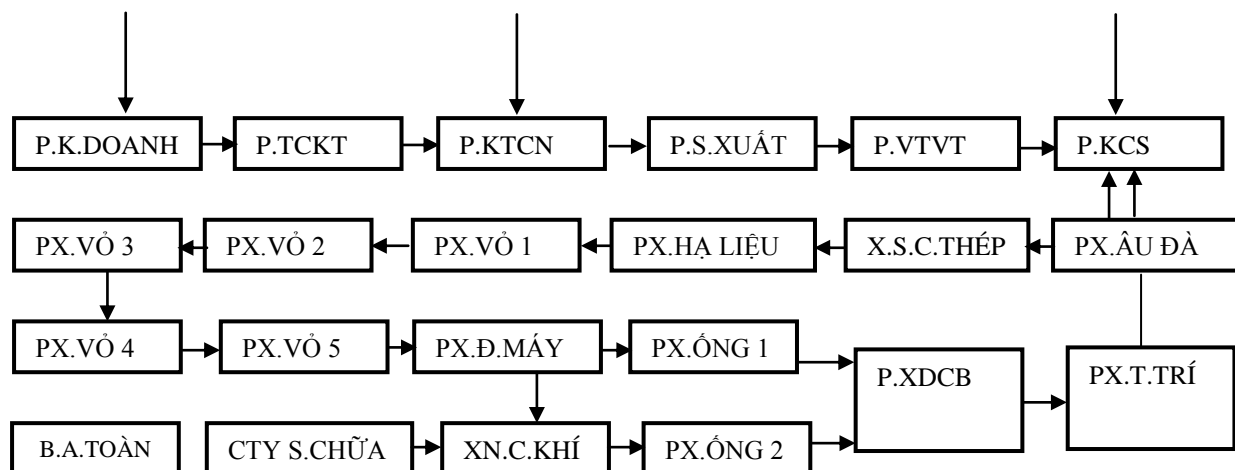 P.K.DOANH
P.TCKT
P.KTCN
P.S.XUẤT
P.VTVT
P.KCS
PX.VỎ 3
PX.VỎ 2
PX.VỎ 1
PX.HẠ LIỆU
X.S.C.THÉP
PX.ÂU ĐÀ
PX.VỎ 4
PX.VỎ 5
PX.Đ.MÁY
PX.ỐNG 1
P.XDCB
PX.T.TRÍ
B.A.TOÀN
CTY S.CHỮA
XN.C.KHÍ
PX.ỐNG 2